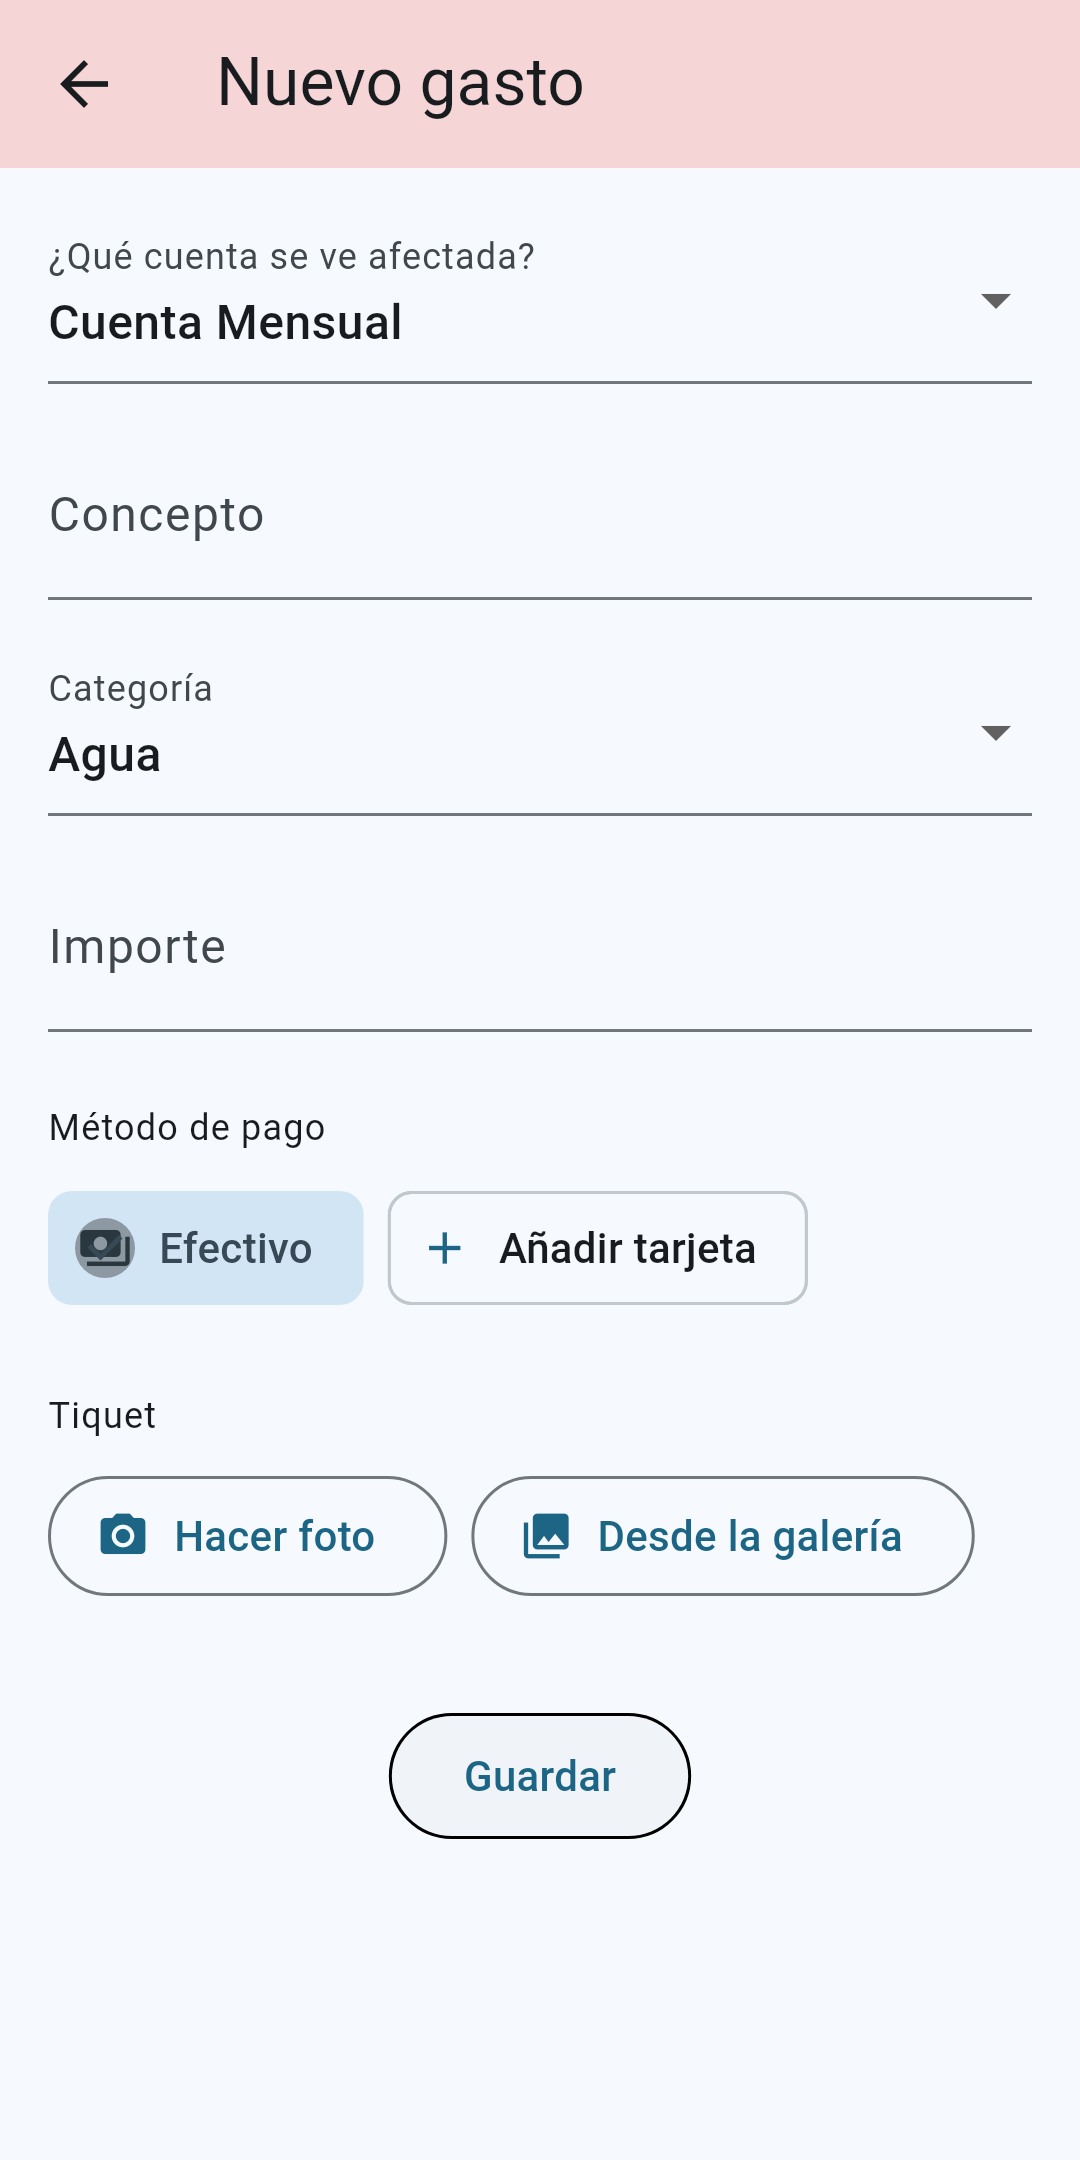 Nuevo gasto
¿Qué cuenta se ve afectada?
Cuenta Mensual
Concepto
Categoría
Agua
Importe
Método de pago
Efectivo
Añadir tarjeta
Tiquet
Hacer foto
Desde la galería
Guardar